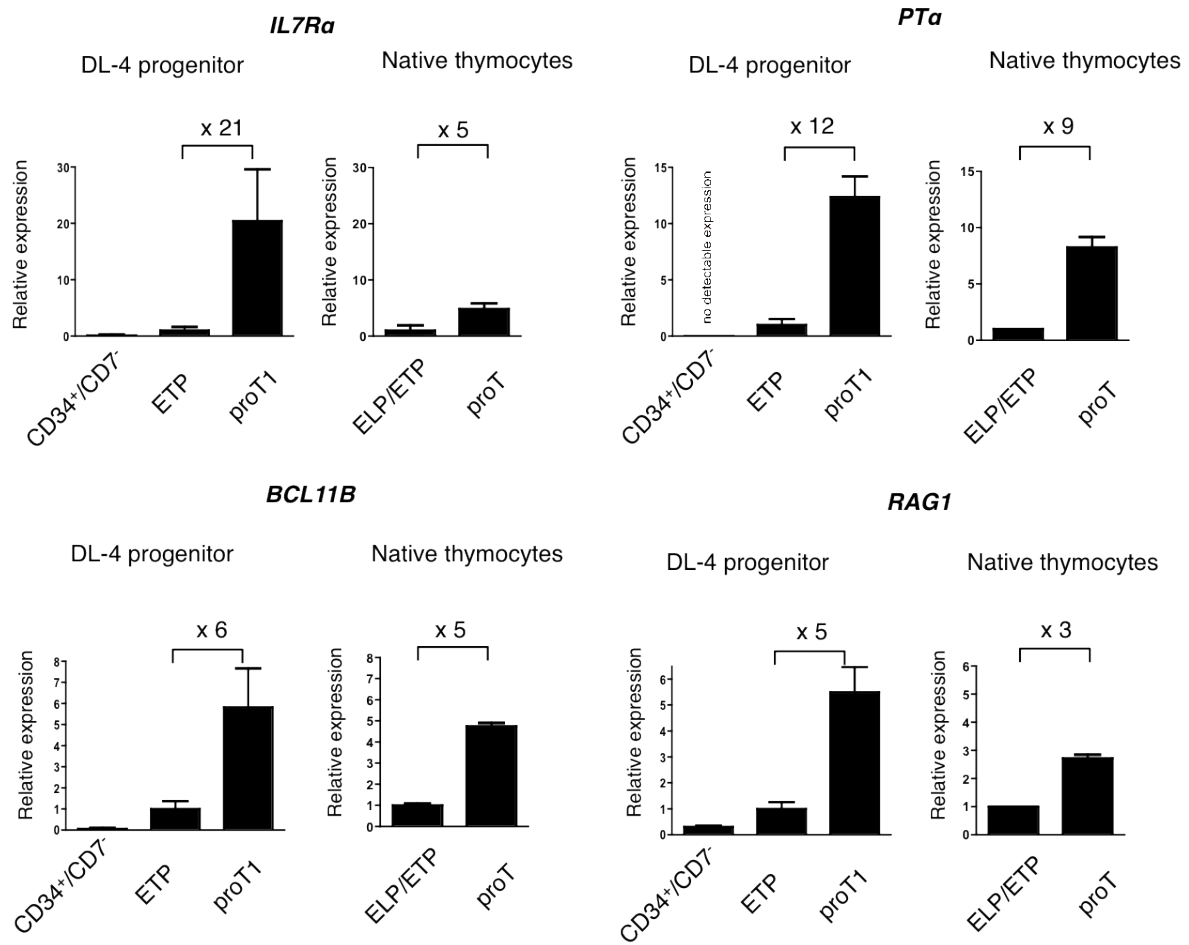 IL7Rα
DL-4 progenitor
Native thymocytes
x 21
x 5
Relative expression
30
20
10
0
CD34⁺/CD7⁻
ETP
proT1
Relative expression
30
20
10
0
ELP/ETP
proT
PTα
DL-4 progenitor
Native thymocytes
x 12
x 9
Relative expression
15
10
5
0
no detectable expression
CD34⁺/CD7⁻
ETP
proT1
Relative expression
15
10
5
0
ELP/ETP
proT
BCL11B
DL-4 progenitor
Native thymocytes
x 6
x 5
Relative expression
8
7
6
5
4
3
2
1
0
CD34⁺/CD7⁻
ETP
proT1
Relative expression
8
7
6
5
4
3
2
1
0
ELP/ETP
proT
RAG1
DL-4 progenitor
Native thymocytes
x 5
x 3
Relative expression
6
5
4
3
2
1
0
CD34⁺/CD7⁻
ETP
proT1
Relative expression
6
5
4
3
2
1
0
ELP/ETP
proT